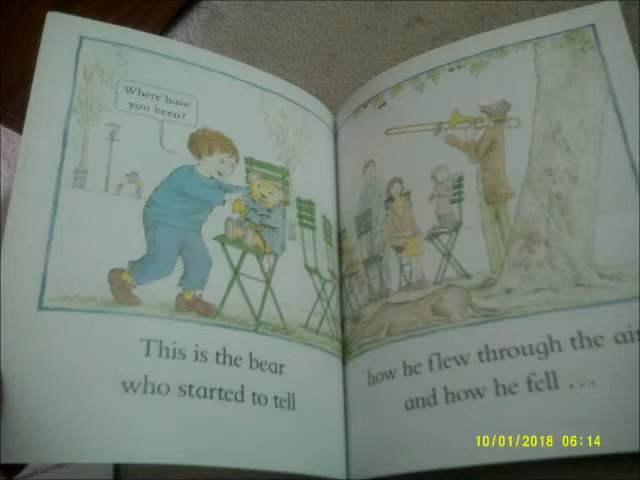 Where have
you been?
This is the bear
who started to tell
how he flew through the air
and how he fell ...
10/01/2018 06:14